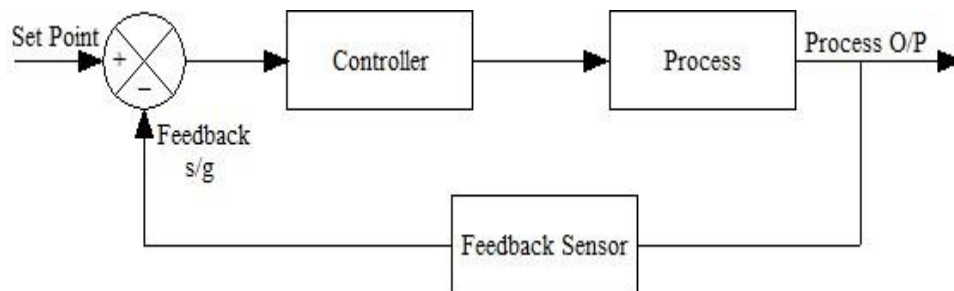 Set Point
+
−
Controller
Process
Process O/P
Feedback
s/g
Feedback Sensor